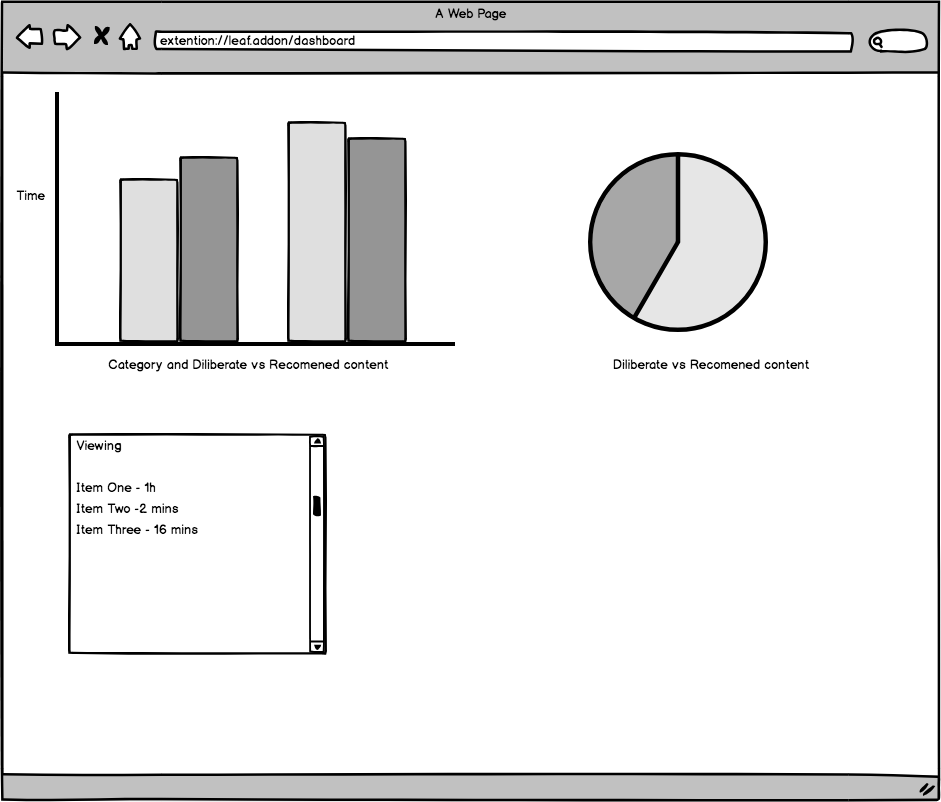 A Web Page
extention://leaf.addon/dashboard
Time
Category and Diliberate vs Recomened content
Diliberate vs Recomened content
Viewing
Item One - 1h
Item Two -2 mins
Item Three - 16 mins